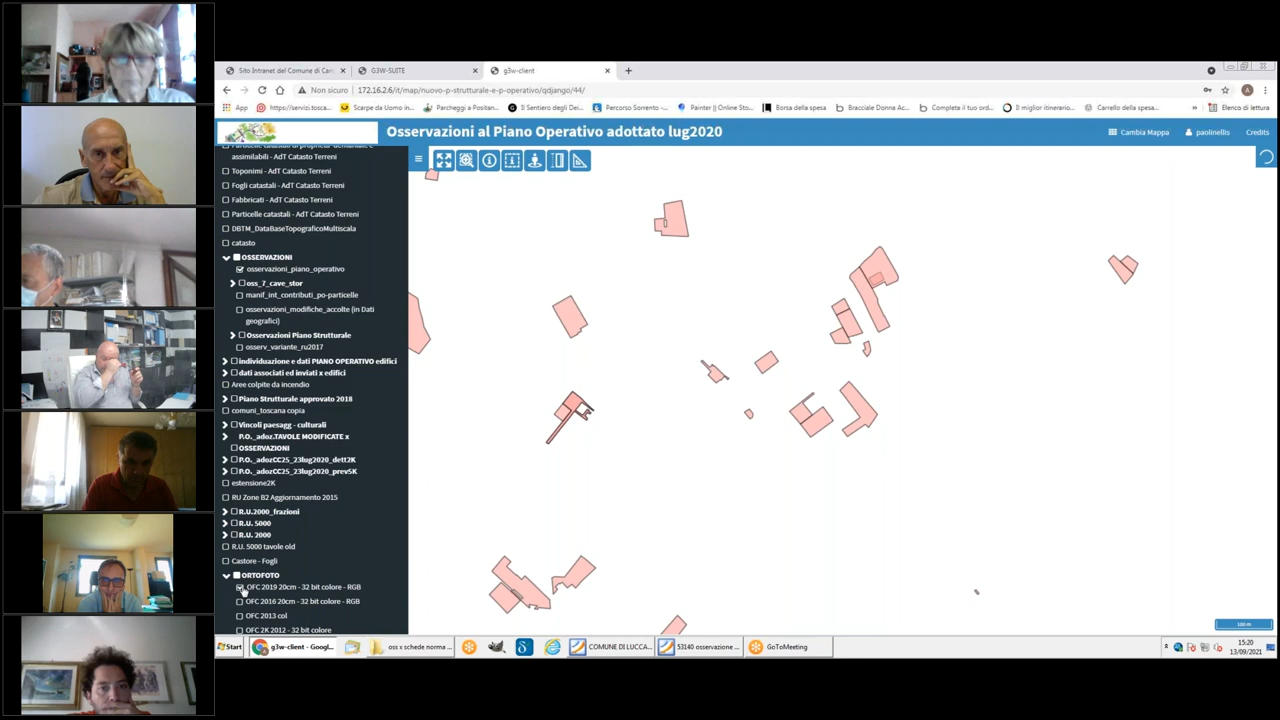 Sito Intranet del Comune di Car
G3W-SUITE
g3w-client
Non sicuro
172.16.2.6/it/map/nuovo-p-strutturale-e-p-operativo/qdjango/44/
App
https://servizi.tosca...
Scarpe da Uomo in...
Parcheggi a Positan...
Il Sentiero degli Dei...
Percorso Sorrento -...
Painter || Online Sto...
Borsa della spesa
Bracciale Donna Ac...
Completa il tuo ord...
Il miglior itinerario...
Carrello della spesa...
»
Elenco di lettura
Osservazioni al Piano Operativo adottato lug2020
Cambia Mappa
paolinellis
Credits
assimilabili - AdT Catasto Terreni
Toponimi - AdT Catasto Terreni
Fogli catastali - AdT Catasto Terreni
Fabbricati - AdT Catasto Terreni
Particelle catastali - AdT Catasto Terreni
DBTM_DataBaseTopograficoMultiscala
catasto
OSSERVAZIONI
osservazioni_piano_operativo
oss_7_cave_stor
manif_int_contributi_po-particelle
osservazioni_modifiche_accolte (in Dati
geografici)
Osservazioni Piano Strutturale
osserv_variante_ru2017
individuazione e dati PIANO OPERATIVO edifici
dati associati ed inviati x edifici
Aree colpite da incendio
Piano Strutturale approvato 2018
comuni_toscana copia
Vincoli paesagg - culturali
P.O._adoz.TAVOLE MODIFICATE x
OSSERVAZIONI
P.O._adozCC25_23lug2020_dett2K
P.O._adozCC25_23lug2020_prev5K
estensione2K
RU Zone B2 Aggiornamento 2015
R.U.2000_frazioni
R.U. 5000
R.U. 2000
R.U. 5000 tavole old
Castore - Fogli
ORTOFOTO
OFC 2019 20cm - 32 bit colore - RGB
OFC 2016 20cm - 32 bit colore - RGB
OFC 2013 col
OFC 2K 2012 - 32 bit colore
100 m
Start
g3w-client - Googl...
oss x schede norma ...
COMUNE DI LUCCA...
53140 osservazione ...
GoToMeeting
15:20
13/09/2021